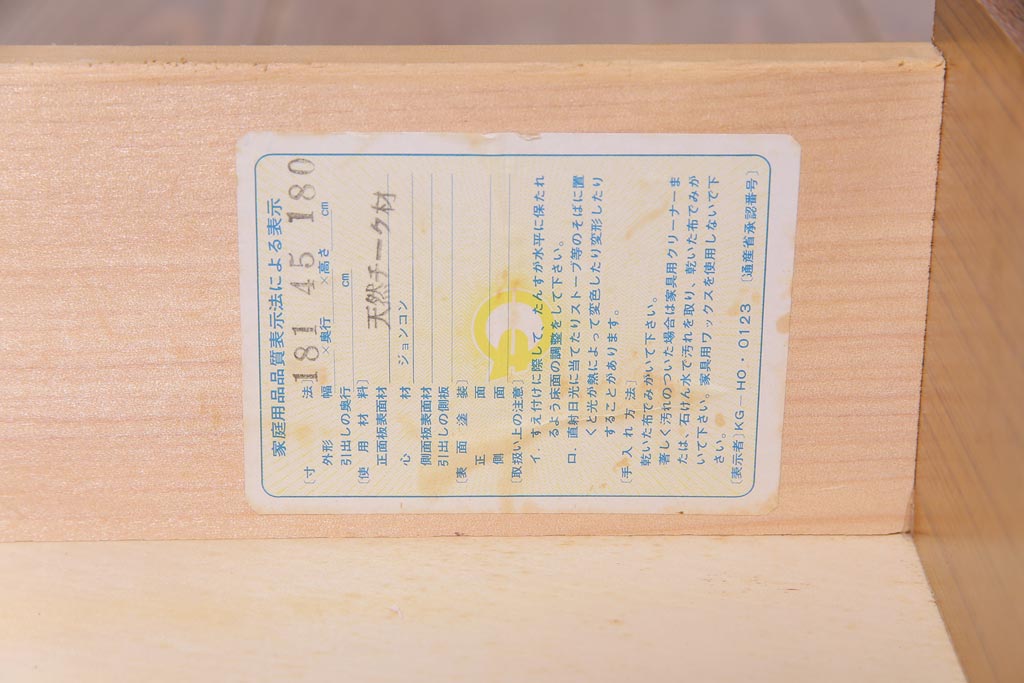 家庭用品品質表示法による表示
〔寸 法〕 181 45 180
外形 幅 ×奥行 ×高さ cm
引出しの奥行 cm
〔使用材料〕
正面板表面材 天然チーク材
心 材 ジョンコン
側面板表面材
引出しの側板
〔表面塗装〕
正 面
側 面
〔取扱い上の注意〕
イ．すえ付けに際して、たんすが水平に保たれ
るよう床面の調整をして下さい。
ロ．直射日光に当てたりストーブ等のそばに置
くと光が熱によって変色したり変形したり
することがあります。
〔手入れ方法〕
乾いた布でみがいて下さい。
著しく汚れのついた場合は家具用クリーナーま
たは、石けん水で汚れを取り、乾いた布でみが
いて下さい。家具用ワックスを使用しないで下
さい。
〔表示者〕KG－HO・0123 〔通産省承認番号〕